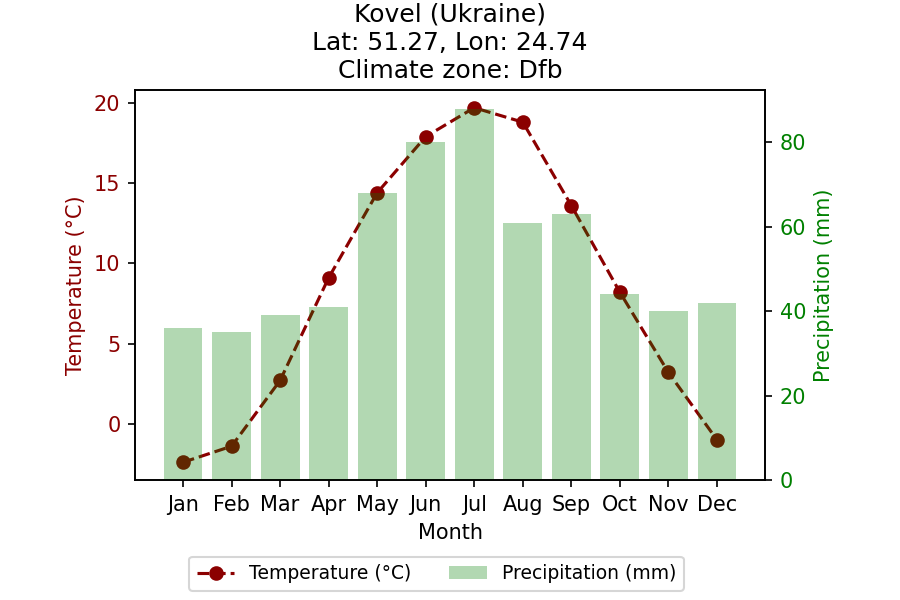 Kovel (Ukraine)
Lat: 51.27, Lon: 24.74
Climate zone: Dfb
Temperature (°C)
20
15
10
5
0
Precipitation (mm)
80
60
40
20
0
Jan Feb Mar Apr May Jun Jul Aug Sep Oct Nov Dec
Month
Temperature (°C) Precipitation (mm)